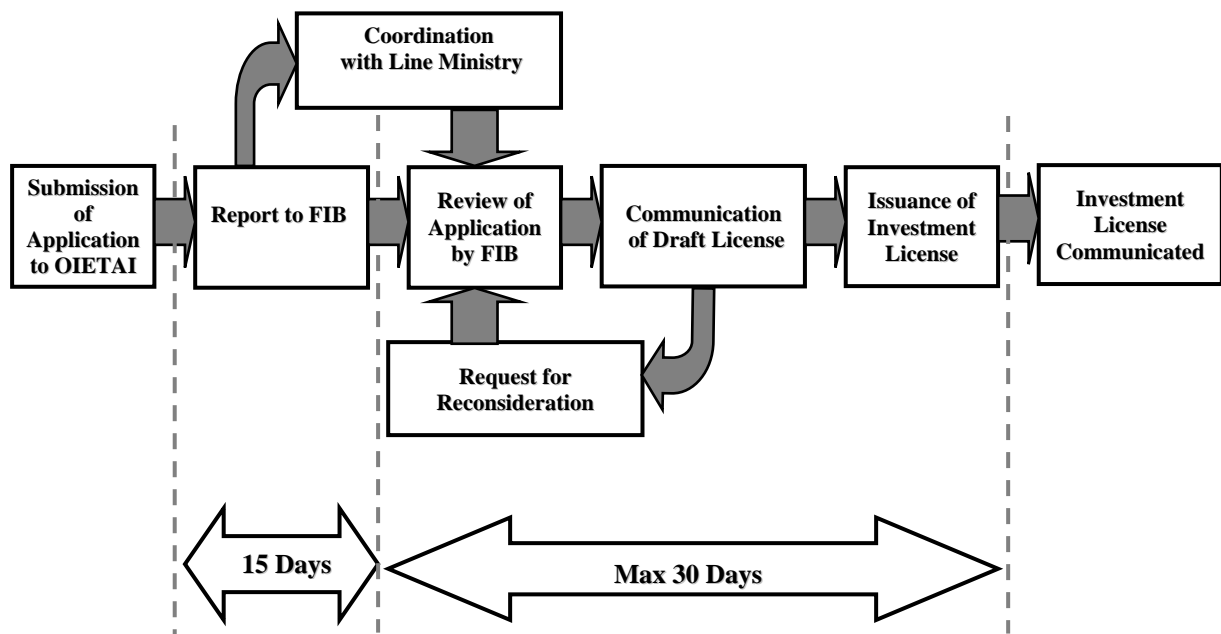 Coordination
with Line Ministry
Submission
of
Application
to OIETAI
Report to FIB
Review of
Application
by FIB
Communication
of Draft License
Issuance of
Investment
License
Investment
License
Communicated
Request for
Reconsideration
15 Days
Max 30 Days